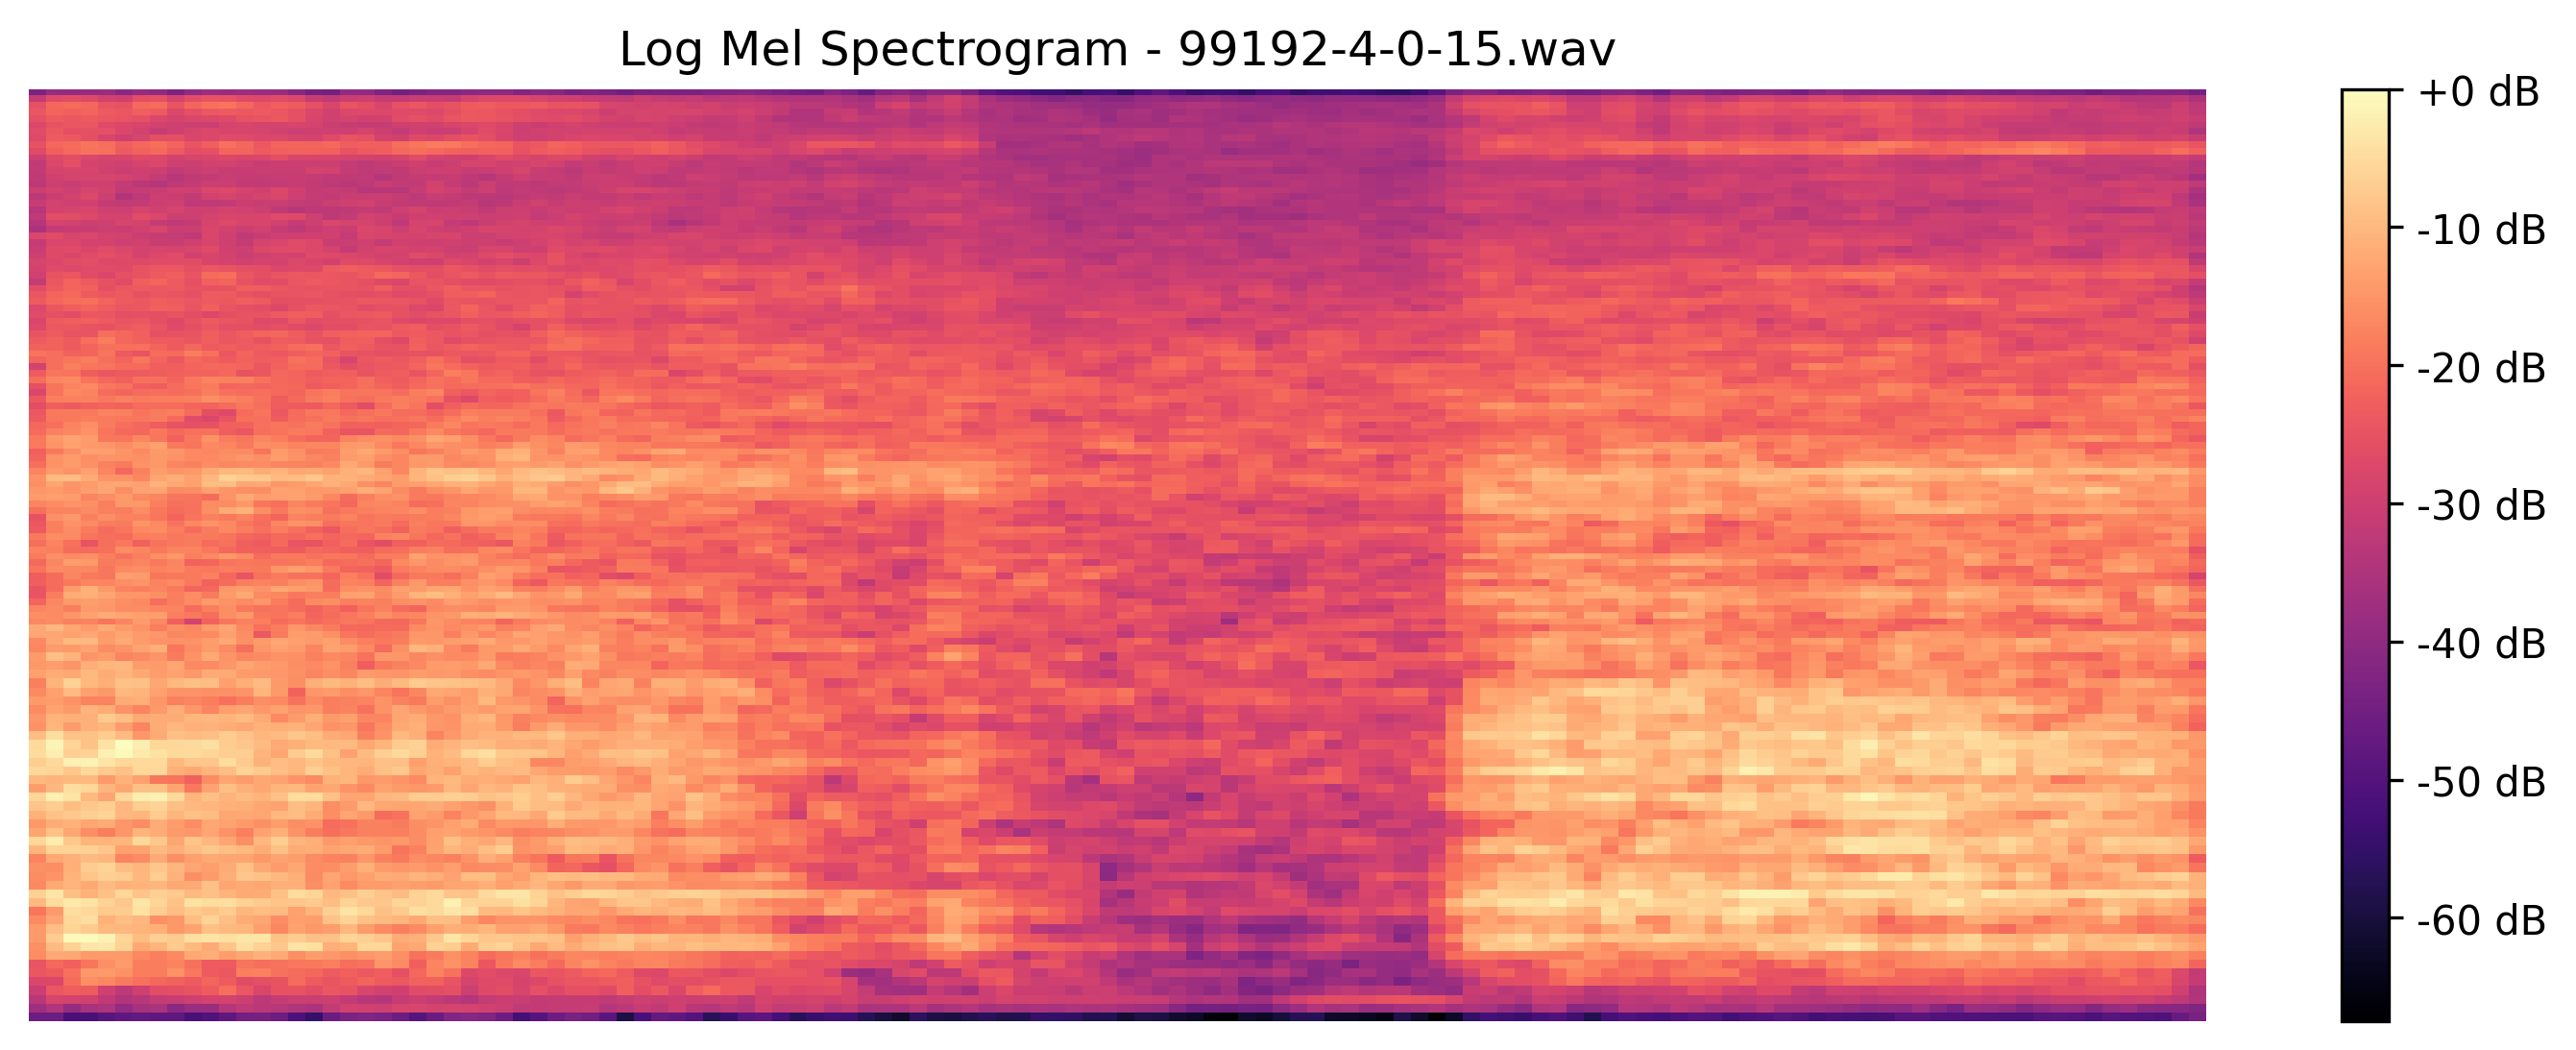 Log Mel Spectrogram - 99192-4-0-15.wav
+0 dB
-10 dB
-20 dB
-30 dB
-40 dB
-50 dB
-60 dB